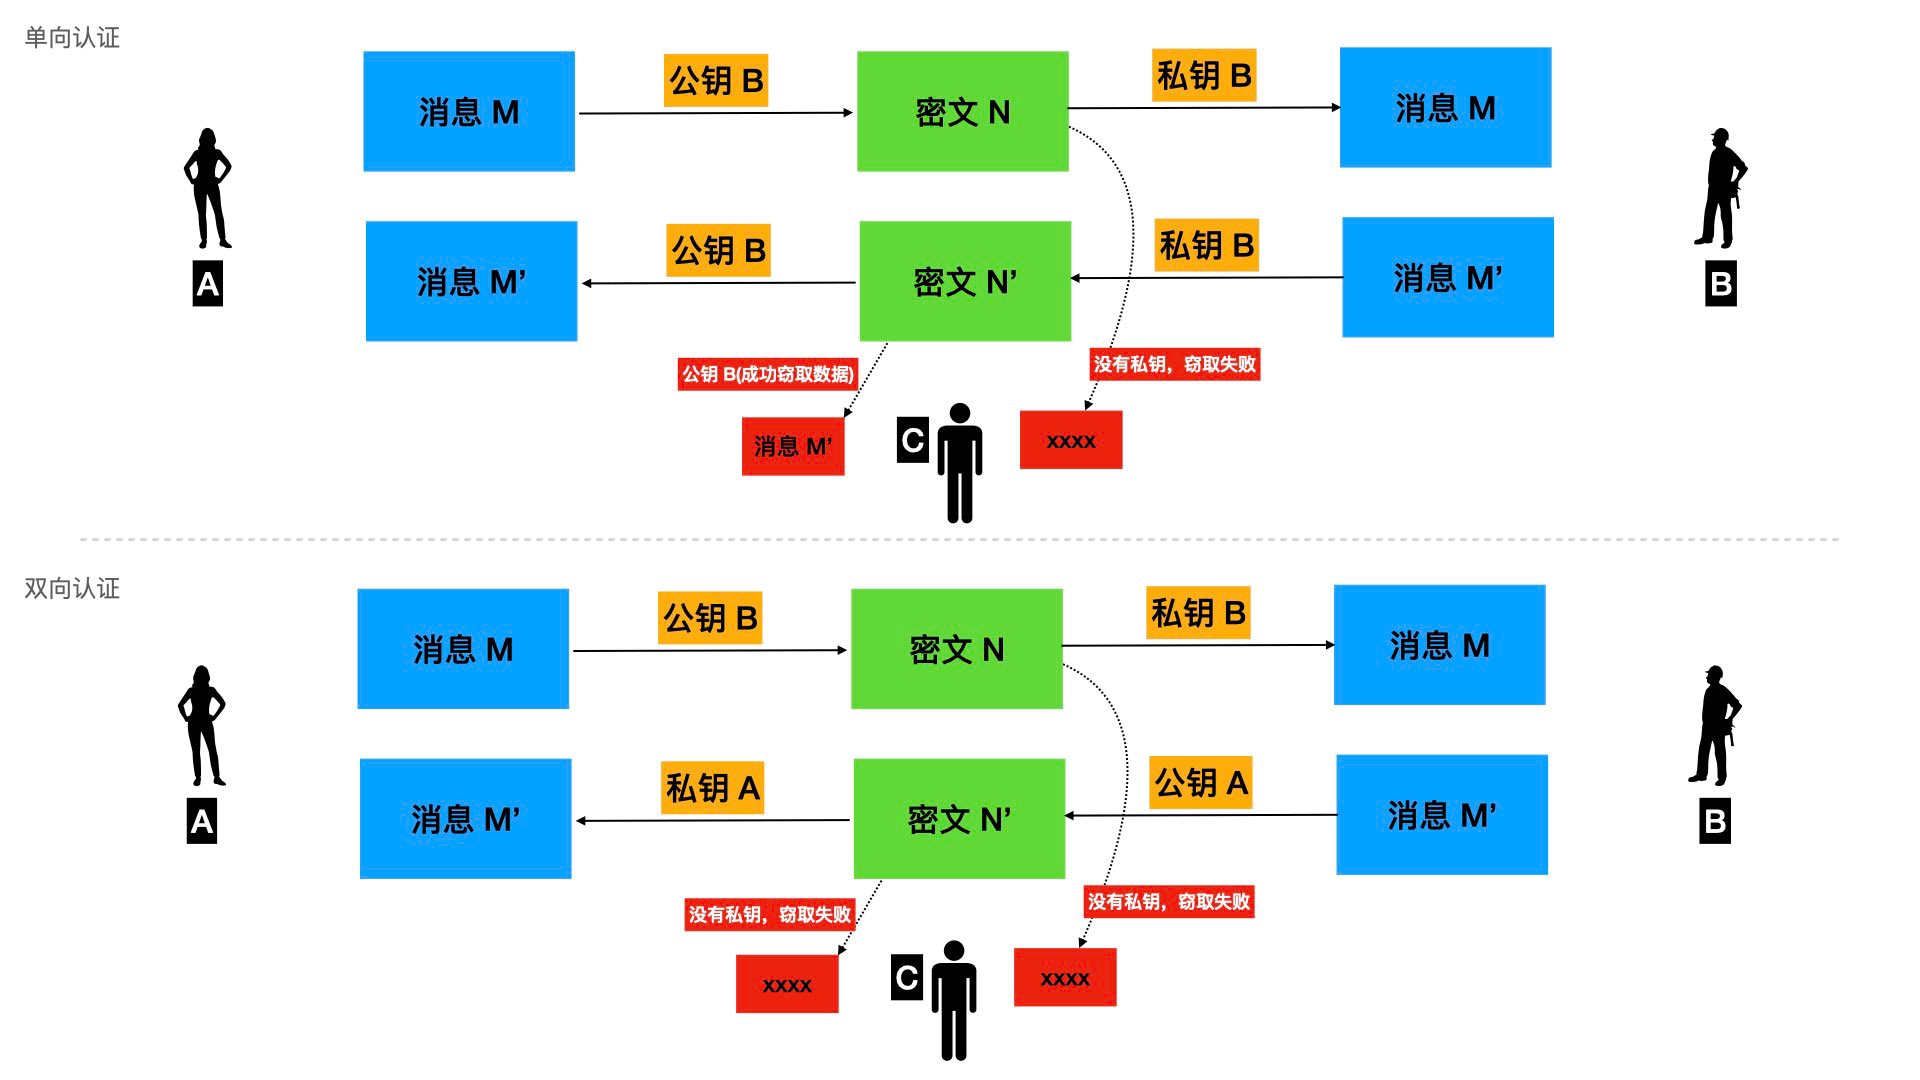 单向认证
消息 M
公钥 B
密文 N
私钥 B
消息 M
消息 M’
公钥 B
密文 N’
私钥 B
消息 M’
A
B
公钥 B(成功窃取数据)
没有私钥，窃取失败
消息 M’
C
xxxx
双向认证
消息 M
公钥 B
密文 N
私钥 B
消息 M
消息 M’
私钥 A
密文 N’
公钥 A
消息 M’
A
B
没有私钥，窃取失败
没有私钥，窃取失败
xxxx
C
xxxx